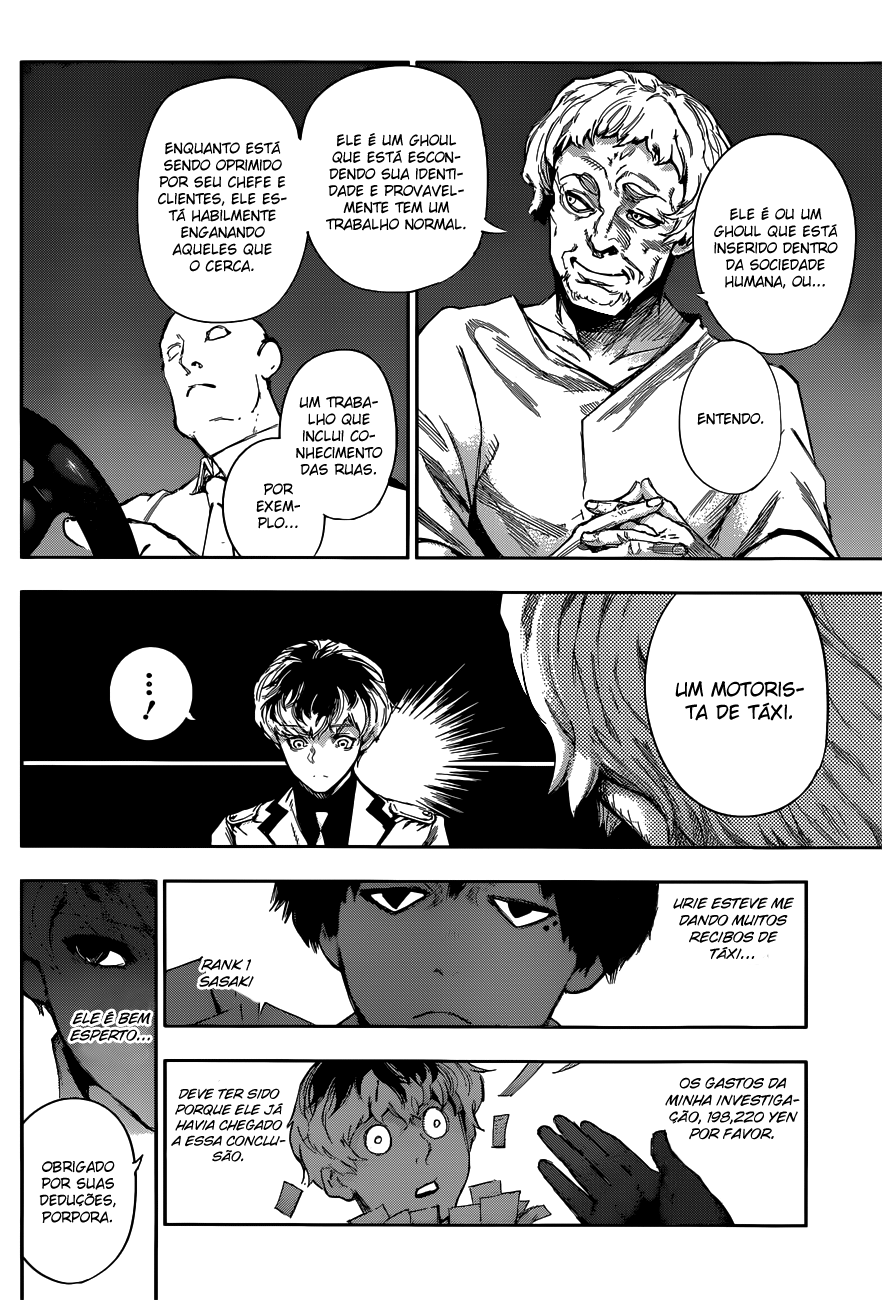 ELE É OU UM
GHOUL QUE ESTÁ
INSERIDO DENTRO
DA SOCIEDADE
HUMANA, OU...
ENTENDO.
ELE É UM GHOUL
QUE ESTÁ ESCON-
DENDO SUA IDENTI-
DADE E PROVAVEL-
MENTE TEM UM
TRABALHO NORMAL.
ENQUANTO ESTÁ
SENDO OPRIMIDO
POR SEU CHEFE E
CLIENTES, ELE ES-
TÁ HABILMENTE
ENGANANDO
AQUELES QUE
O CERCA.
UM TRABA-
LHO QUE
INCLUI CO-
NHECIMENTO
DAS RUAS.
POR
EXEM-
PLO...
UM MOTORIS-
TA DE TÁXI.
...!
URIE ESTEVE ME
DANDO MUITOS
RECIBOS DE
TÁXI...
RANK 1
SASAKI
OS GASTOS DA
MINHA INVESTIGA-
ÇÃO, 198,220 YEN
POR FAVOR.
DEVE TER SIDO
PORQUE ELE JÁ
HAVIA CHEGADO
A ESSA CONCLU-
SÃO.
ELE É BEM
ESPERTO...
OBRIGADO
POR SUAS
DEDUÇÕES,
PORPORA.